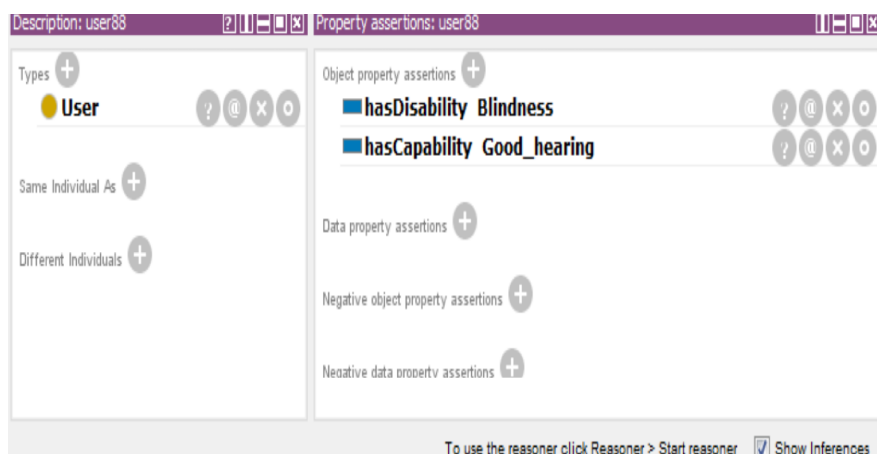 Description: user88
Types
User
Same Individual As
Different Individuals
Property assertions: user88
Object property assertions
hasDisability Blindness
hasCapability Good_hearing
Data property assertions
Negative object property assertions
Negative data property assertions
To use the reasoner click Reasoner > Start reasoner Show Inferences